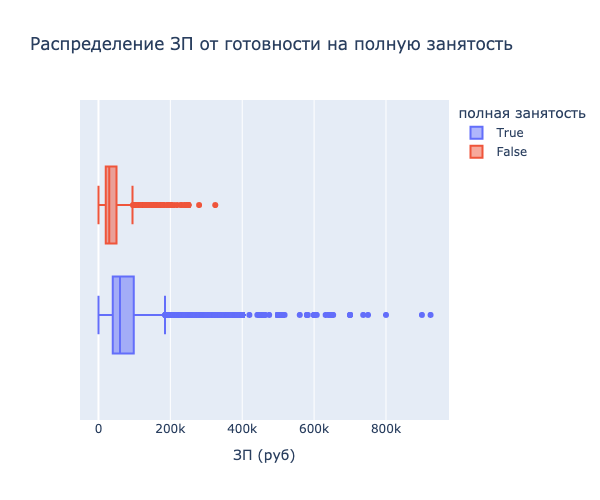 Распределение ЗП от готовности на полную занятость
полная занятость
True
False
0
200k
400k
600k
800k
ЗП (руб)